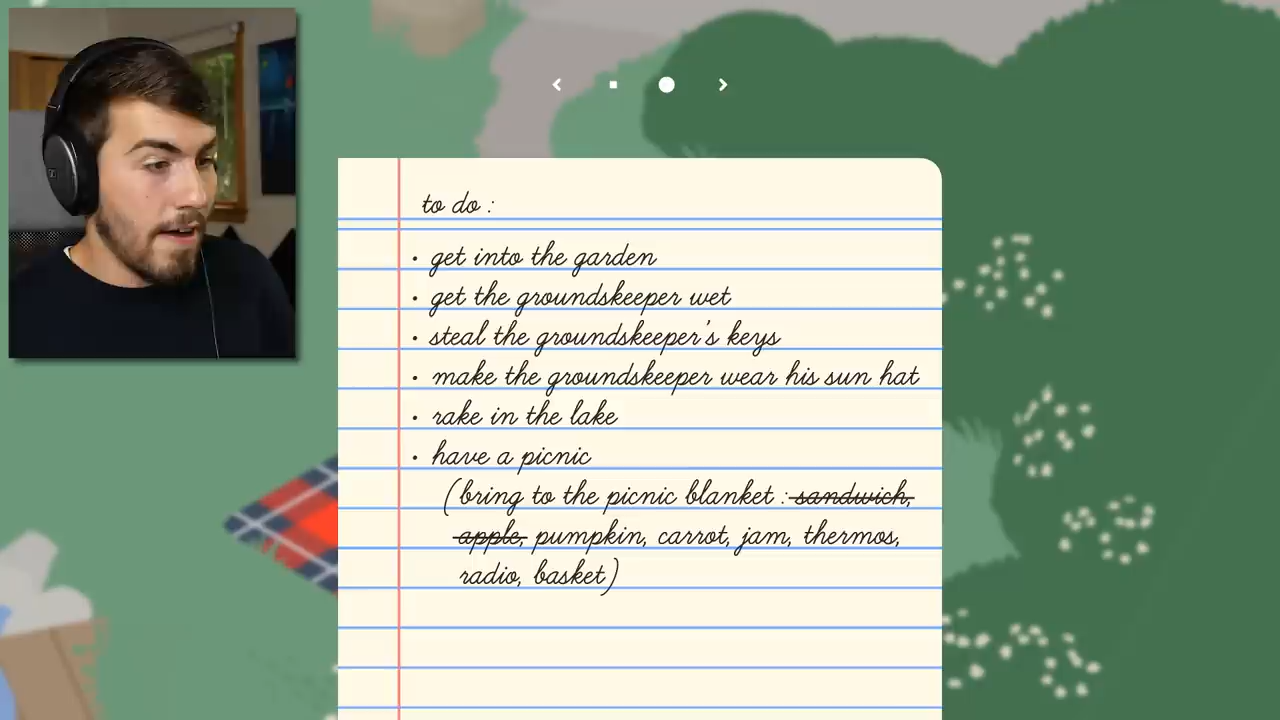 to do :
• get into the garden
• get the groundskeeper wet
• steal the groundskeeper's keys
• make the groundskeeper wear his sun hat
• rake in the lake
• have a picnic
(bring to the picnic blanket : sandwich,
apple, pumpkin, carrot, jam, thermos,
radio, basket)